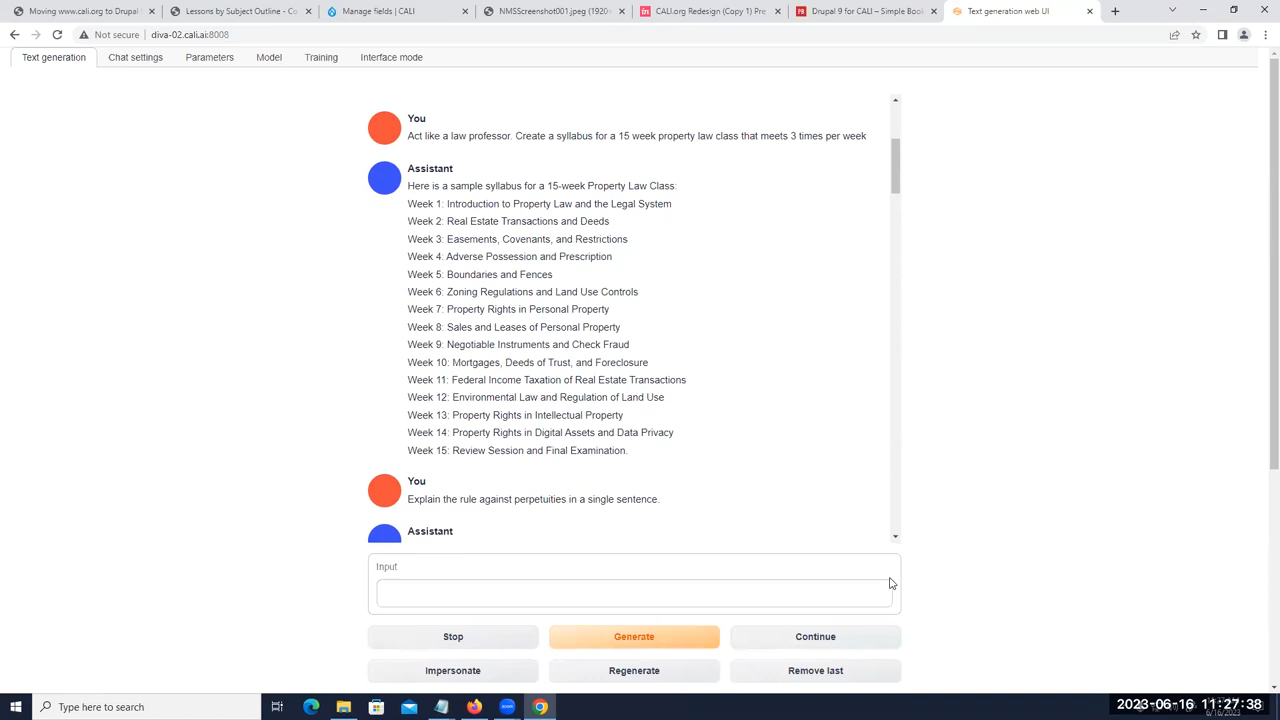 Moving www.cali.org to Drupal
Lessons by Subject Outline - Co
Manage fields | CALI
NMSScreenshot001.jpeg (1920×
CALI.org Redesign (Copy 1) Pre
Drupal 9 for CALI – Simple Book
Text generation web UI
Not secure | diva-02.cali.ai:8008
Text generation
Chat settings
Parameters
Model
Training
Interface mode
You
Act like a law professor. Create a syllabus for a 15 week property law class that meets 3 times per week
Assistant
Here is a sample syllabus for a 15-week Property Law Class:
Week 1: Introduction to Property Law and the Legal System
Week 2: Real Estate Transactions and Deeds
Week 3: Easements, Covenants, and Restrictions
Week 4: Adverse Possession and Prescription
Week 5: Boundaries and Fences
Week 6: Zoning Regulations and Land Use Controls
Week 7: Property Rights in Personal Property
Week 8: Sales and Leases of Personal Property
Week 9: Negotiable Instruments and Check Fraud
Week 10: Mortgages, Deeds of Trust, and Foreclosure
Week 11: Federal Income Taxation of Real Estate Transactions
Week 12: Environmental Law and Regulation of Land Use
Week 13: Property Rights in Intellectual Property
Week 14: Property Rights in Digital Assets and Data Privacy
Week 15: Review Session and Final Examination.
You
Explain the rule against perpetuities in a single sentence.
Assistant
Input
Stop
Generate
Continue
Impersonate
Regenerate
Remove last
Type here to search
zoom
2023-06-16 11:27:38
6/16/2023